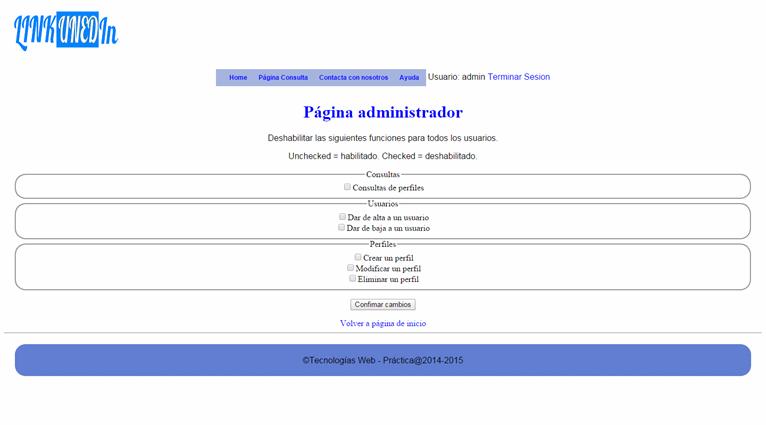 LINKUNEDIn
Home Página Consulta Contacta con nosotros Ayuda Usuario: admin Terminar Sesion
Página administrador
Deshabilitar las siguientes funciones para todos los usuarios.
Unchecked = habilitado. Checked = deshabilitado.
Consultas
Consultas de perfiles
Usuarios
Dar de alta a un usuario
Dar de baja a un usuario
Perfiles
Crear un perfil
Modificar un perfil
Eliminar un perfil
Confimar cambios
Volver a página de inicio
©Tecnologías Web - Práctica@2014-2015